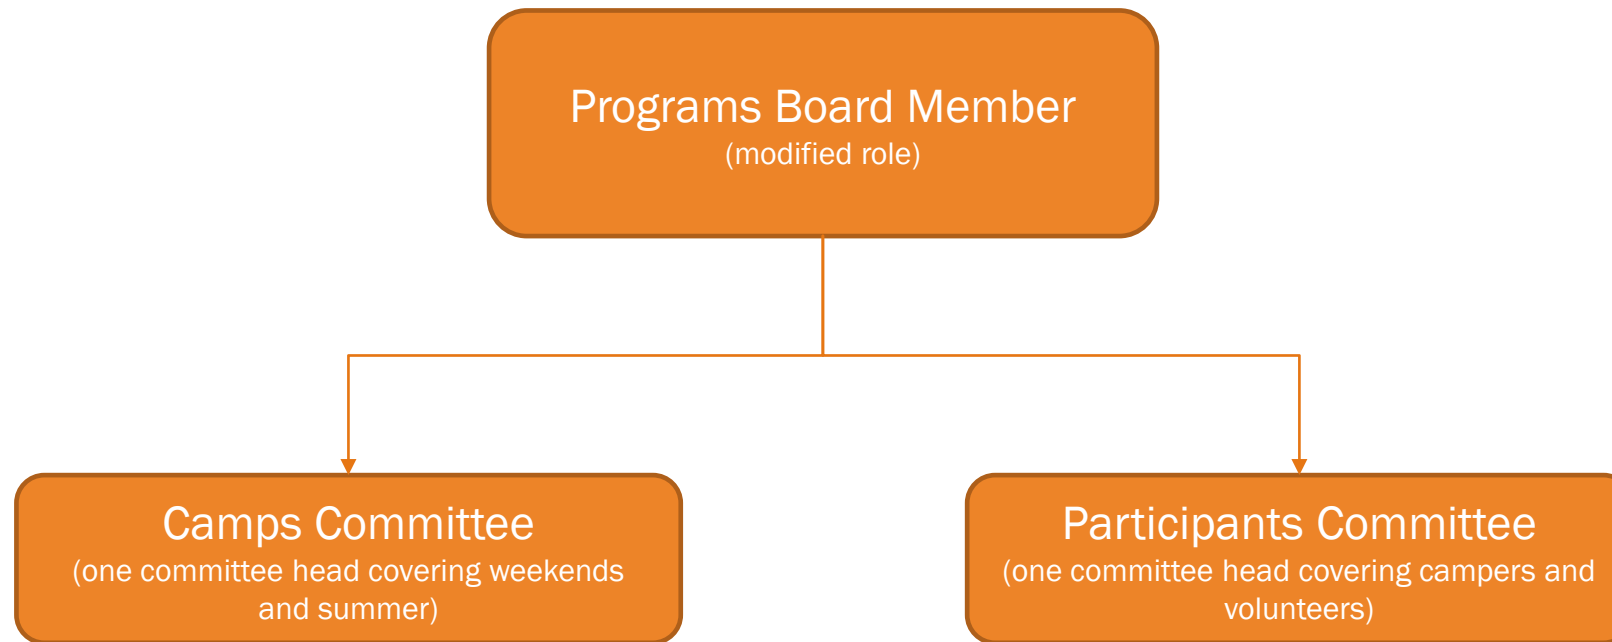 Programs Board Member
(modified role)
Camps Committee
(one committee head covering weekends
and summer)
Participants Committee
(one committee head covering campers and
volunteers)